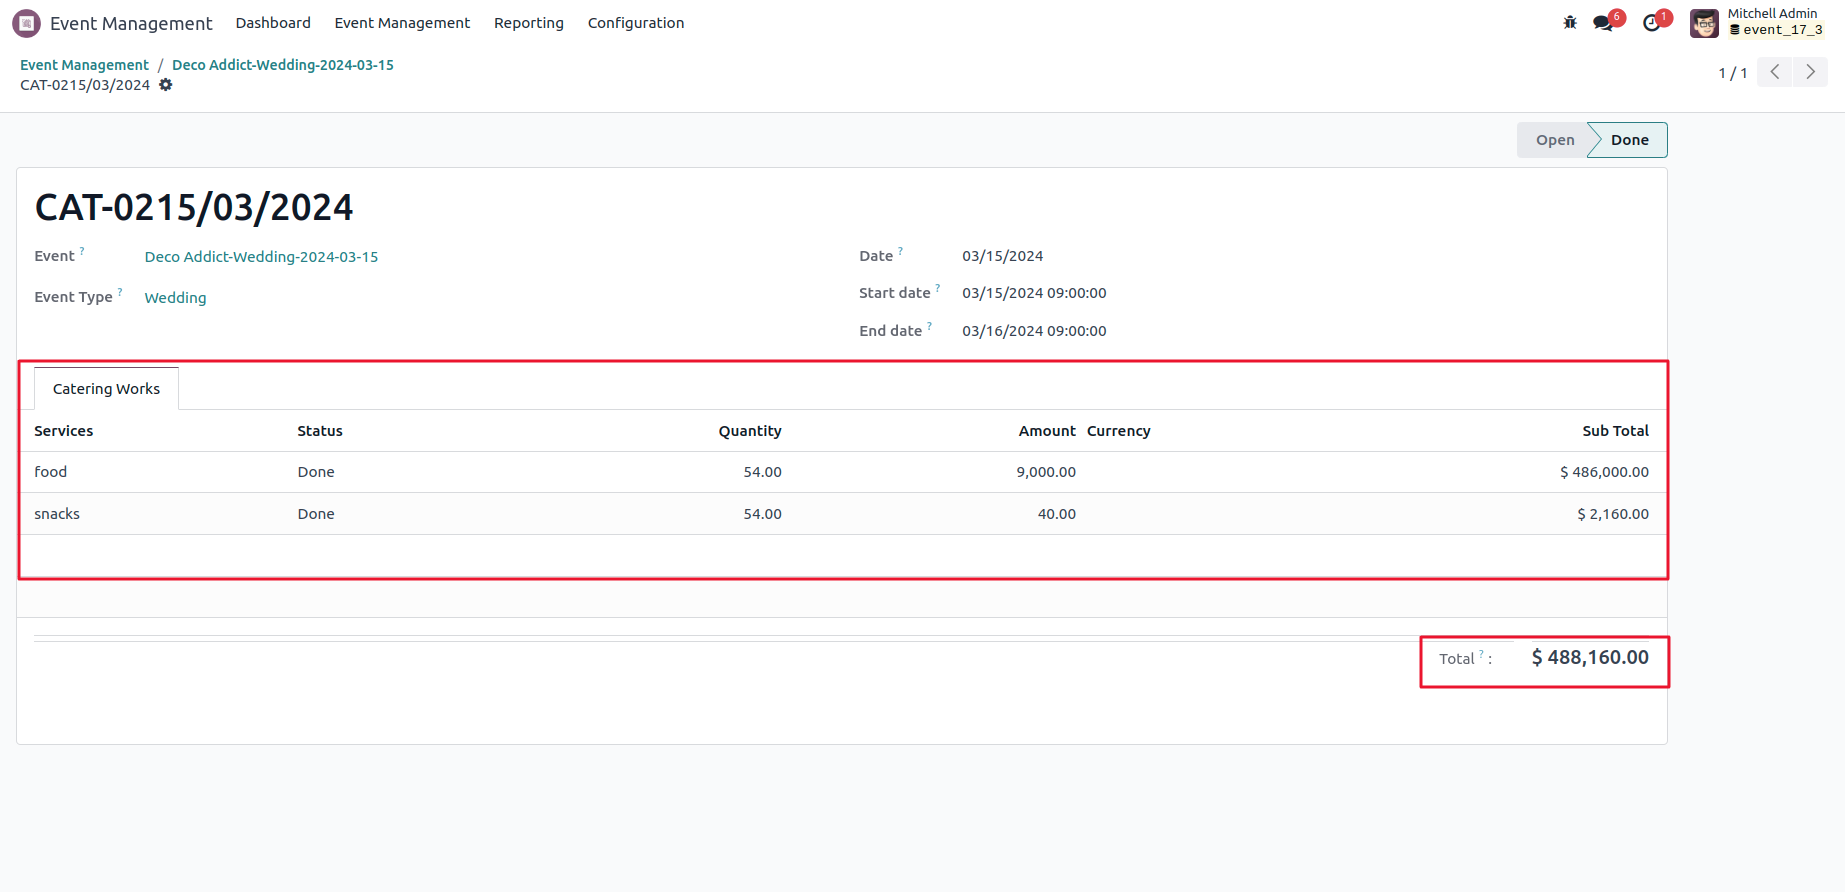 Event Management Dashboard Event Management Reporting Configuration 6 1 Mitchell Admin
event_17_3
Event Management / Deco Addict-Wedding-2024-03-15
CAT-0215/03/2024 1 / 1
Open Done
CAT-0215/03/2024
Event ? Deco Addict-Wedding-2024-03-15 Date ? 03/15/2024
Event Type ? Wedding Start date ? 03/15/2024 09:00:00
End date ? 03/16/2024 09:00:00
Catering Works
Services Status Quantity Amount Currency Sub Total
food Done 54.00 9,000.00 $ 486,000.00
snacks Done 54.00 40.00 $ 2,160.00
Total ? : $ 488,160.00